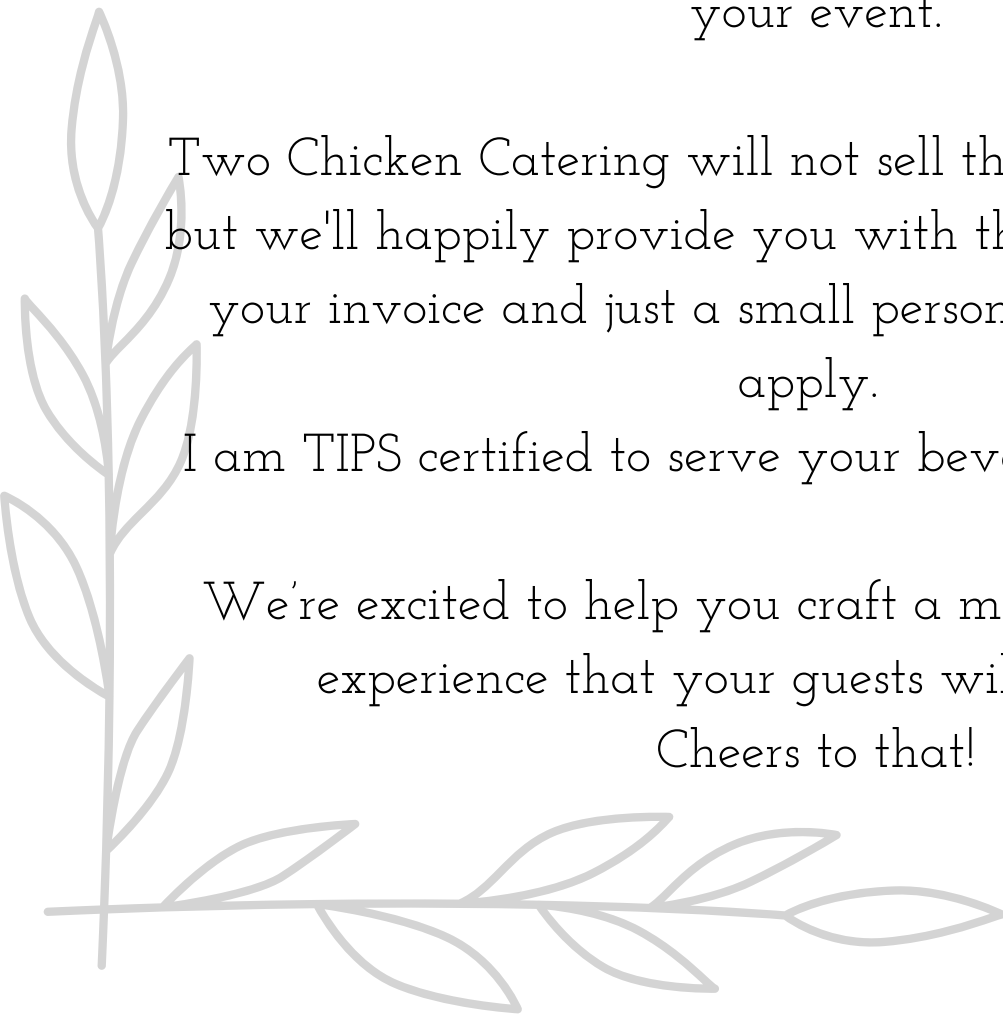 your event.
Two Chicken Catering will not sell th
but we'll happily provide you with th
your invoice and just a small person
apply.
I am TIPS certified to serve your bev
We’re excited to help you craft a m
experience that your guests wil
Cheers to that!